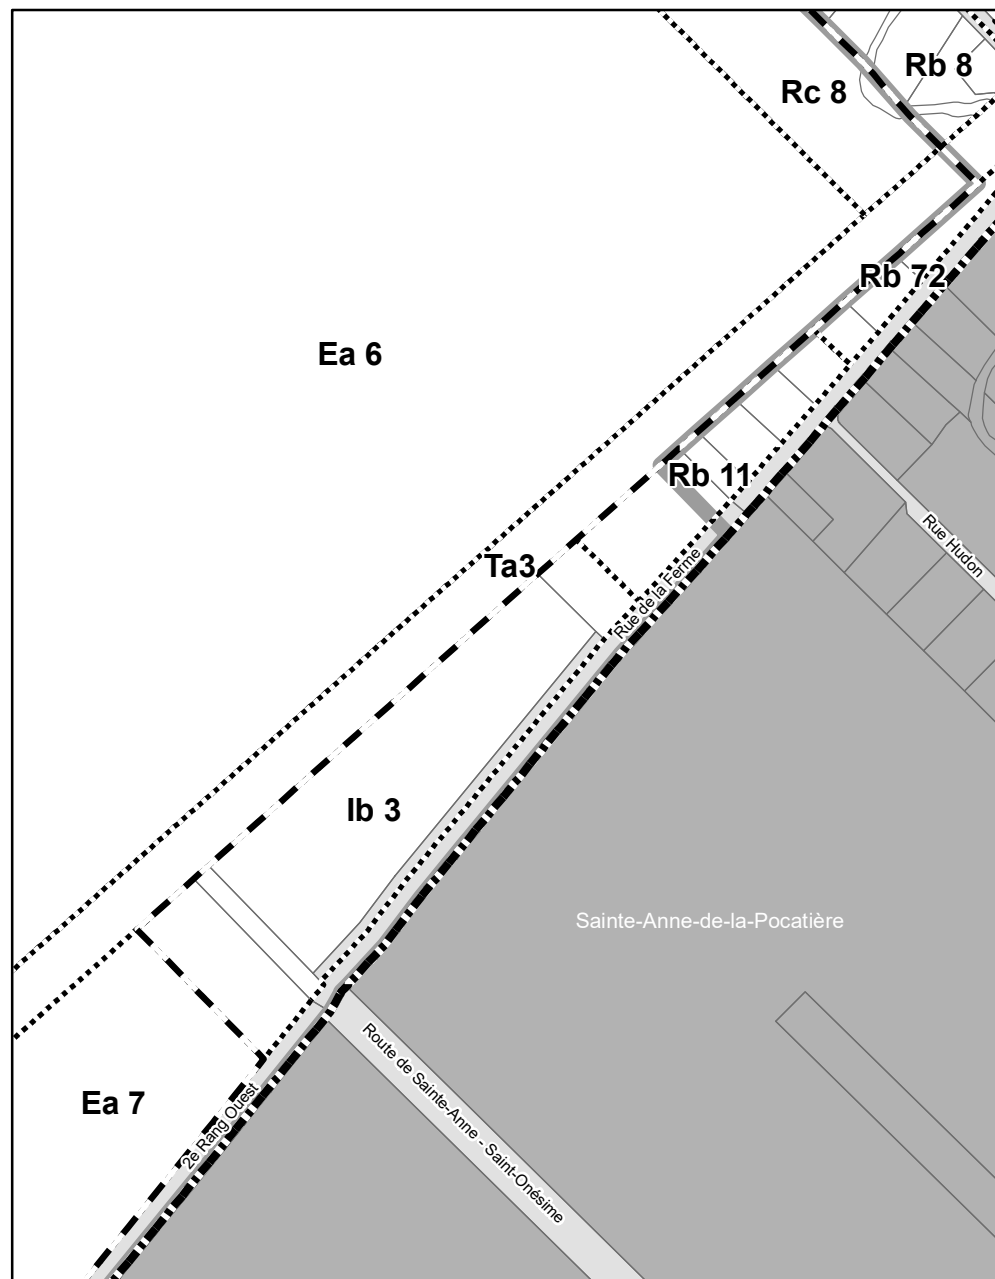 Rb 8
Rc 8
Rb 72
Ea 6
Rb 11
Rue Hudon
Ta3
Rue de la Ferme
Ib 3
Sainte-Anne-de-la-Pocatière
Route de Sainte-Anne - Saint-Onésime
Ea 7
2e Rang Ouest